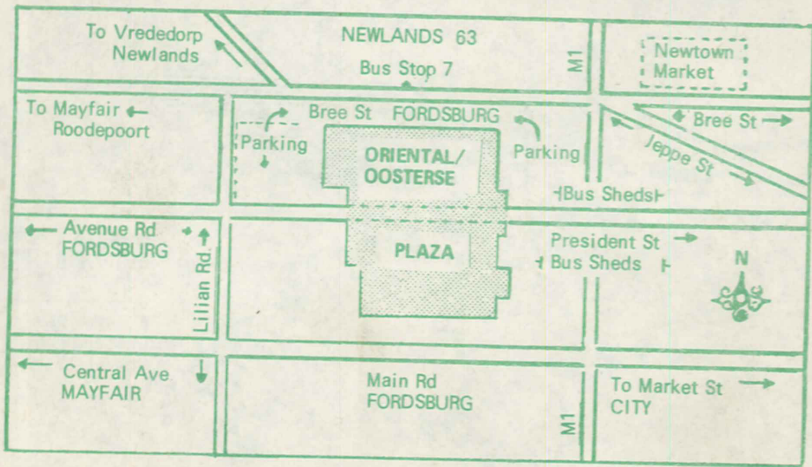 To Vrededorp
Newlands
NEWLANDS 63
Bus Stop 7
M1
Newtown
Market
To Mayfair
Roodepoort
Bree St FORDSBURG
Bree St
Parking
Parking
Jeppe St
ORIENTAL/
OOSTERSE
Bus Sheds
Avenue Rd
FORDSBURG
Lilian Rd.
PLAZA
President St
Bus Sheds
N
Central Ave
MAYFAIR
Main Rd
FORDSBURG
M1
To Market St
CITY